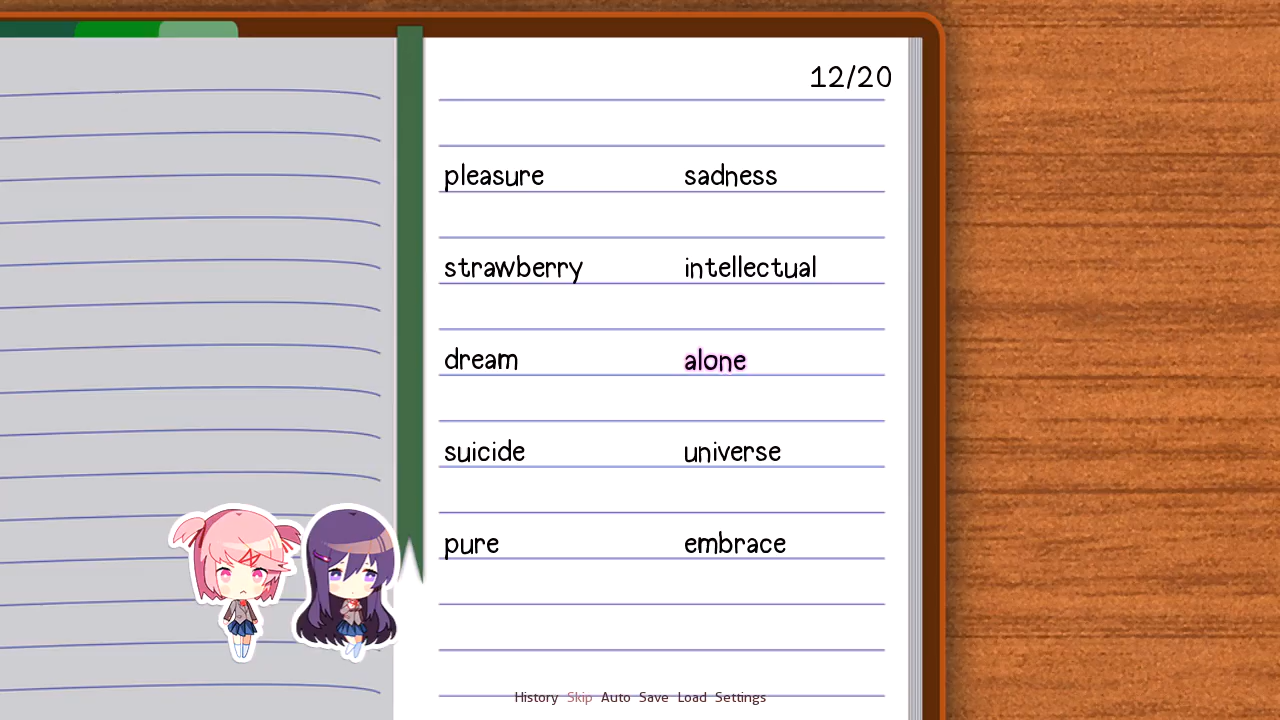 12/20
pleasure sadness
strawberry intellectual
dream alone
suicide universe
pure embrace
History Skip Auto Save Load Settings